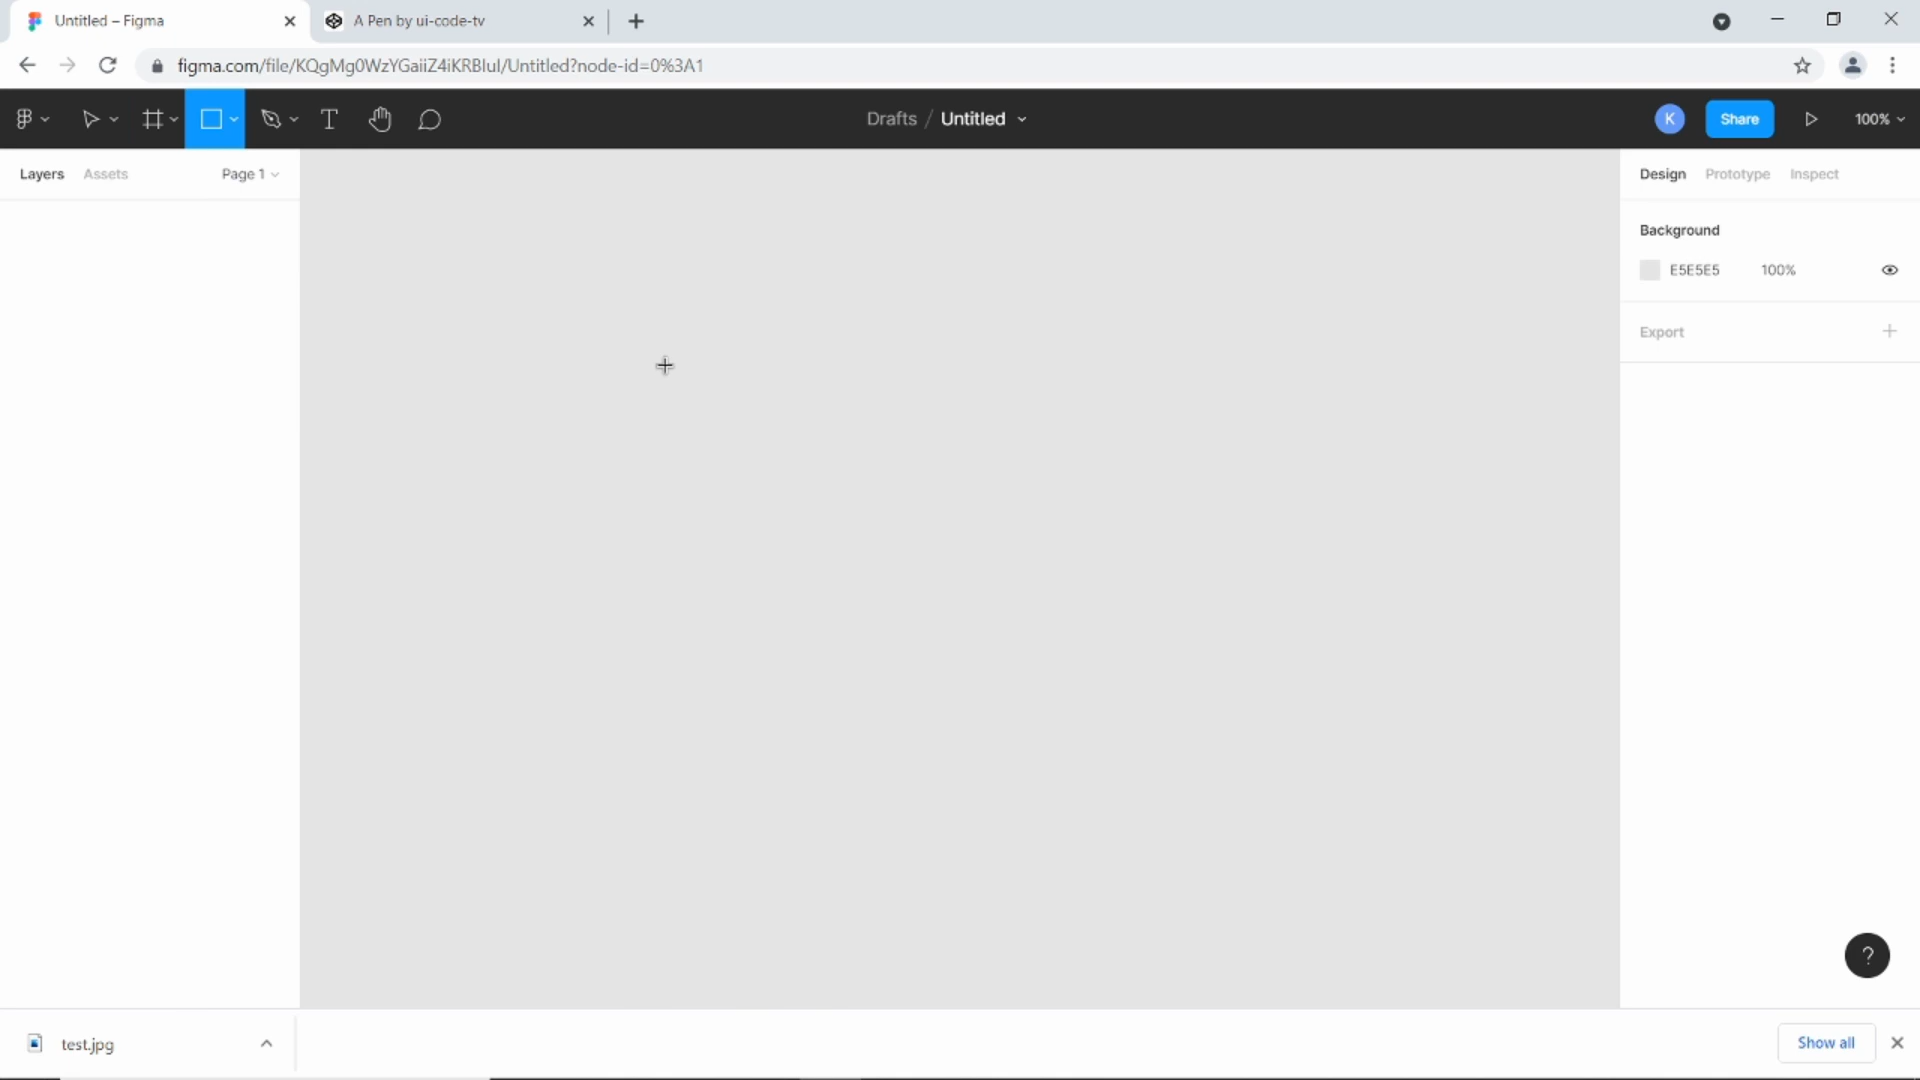 Untitled – Figma
A Pen by ui-code-tv
figma.com/file/KQgMg0WzYGaiiZ4iKRBIuI/Untitled?node-id=0%3A1
Drafts / Untitled
K
Share
100%
Layers
Assets
Page 1
Design
Prototype
Inspect
Background
E5E5E5
100%
Export
?
test.jpg
Show all